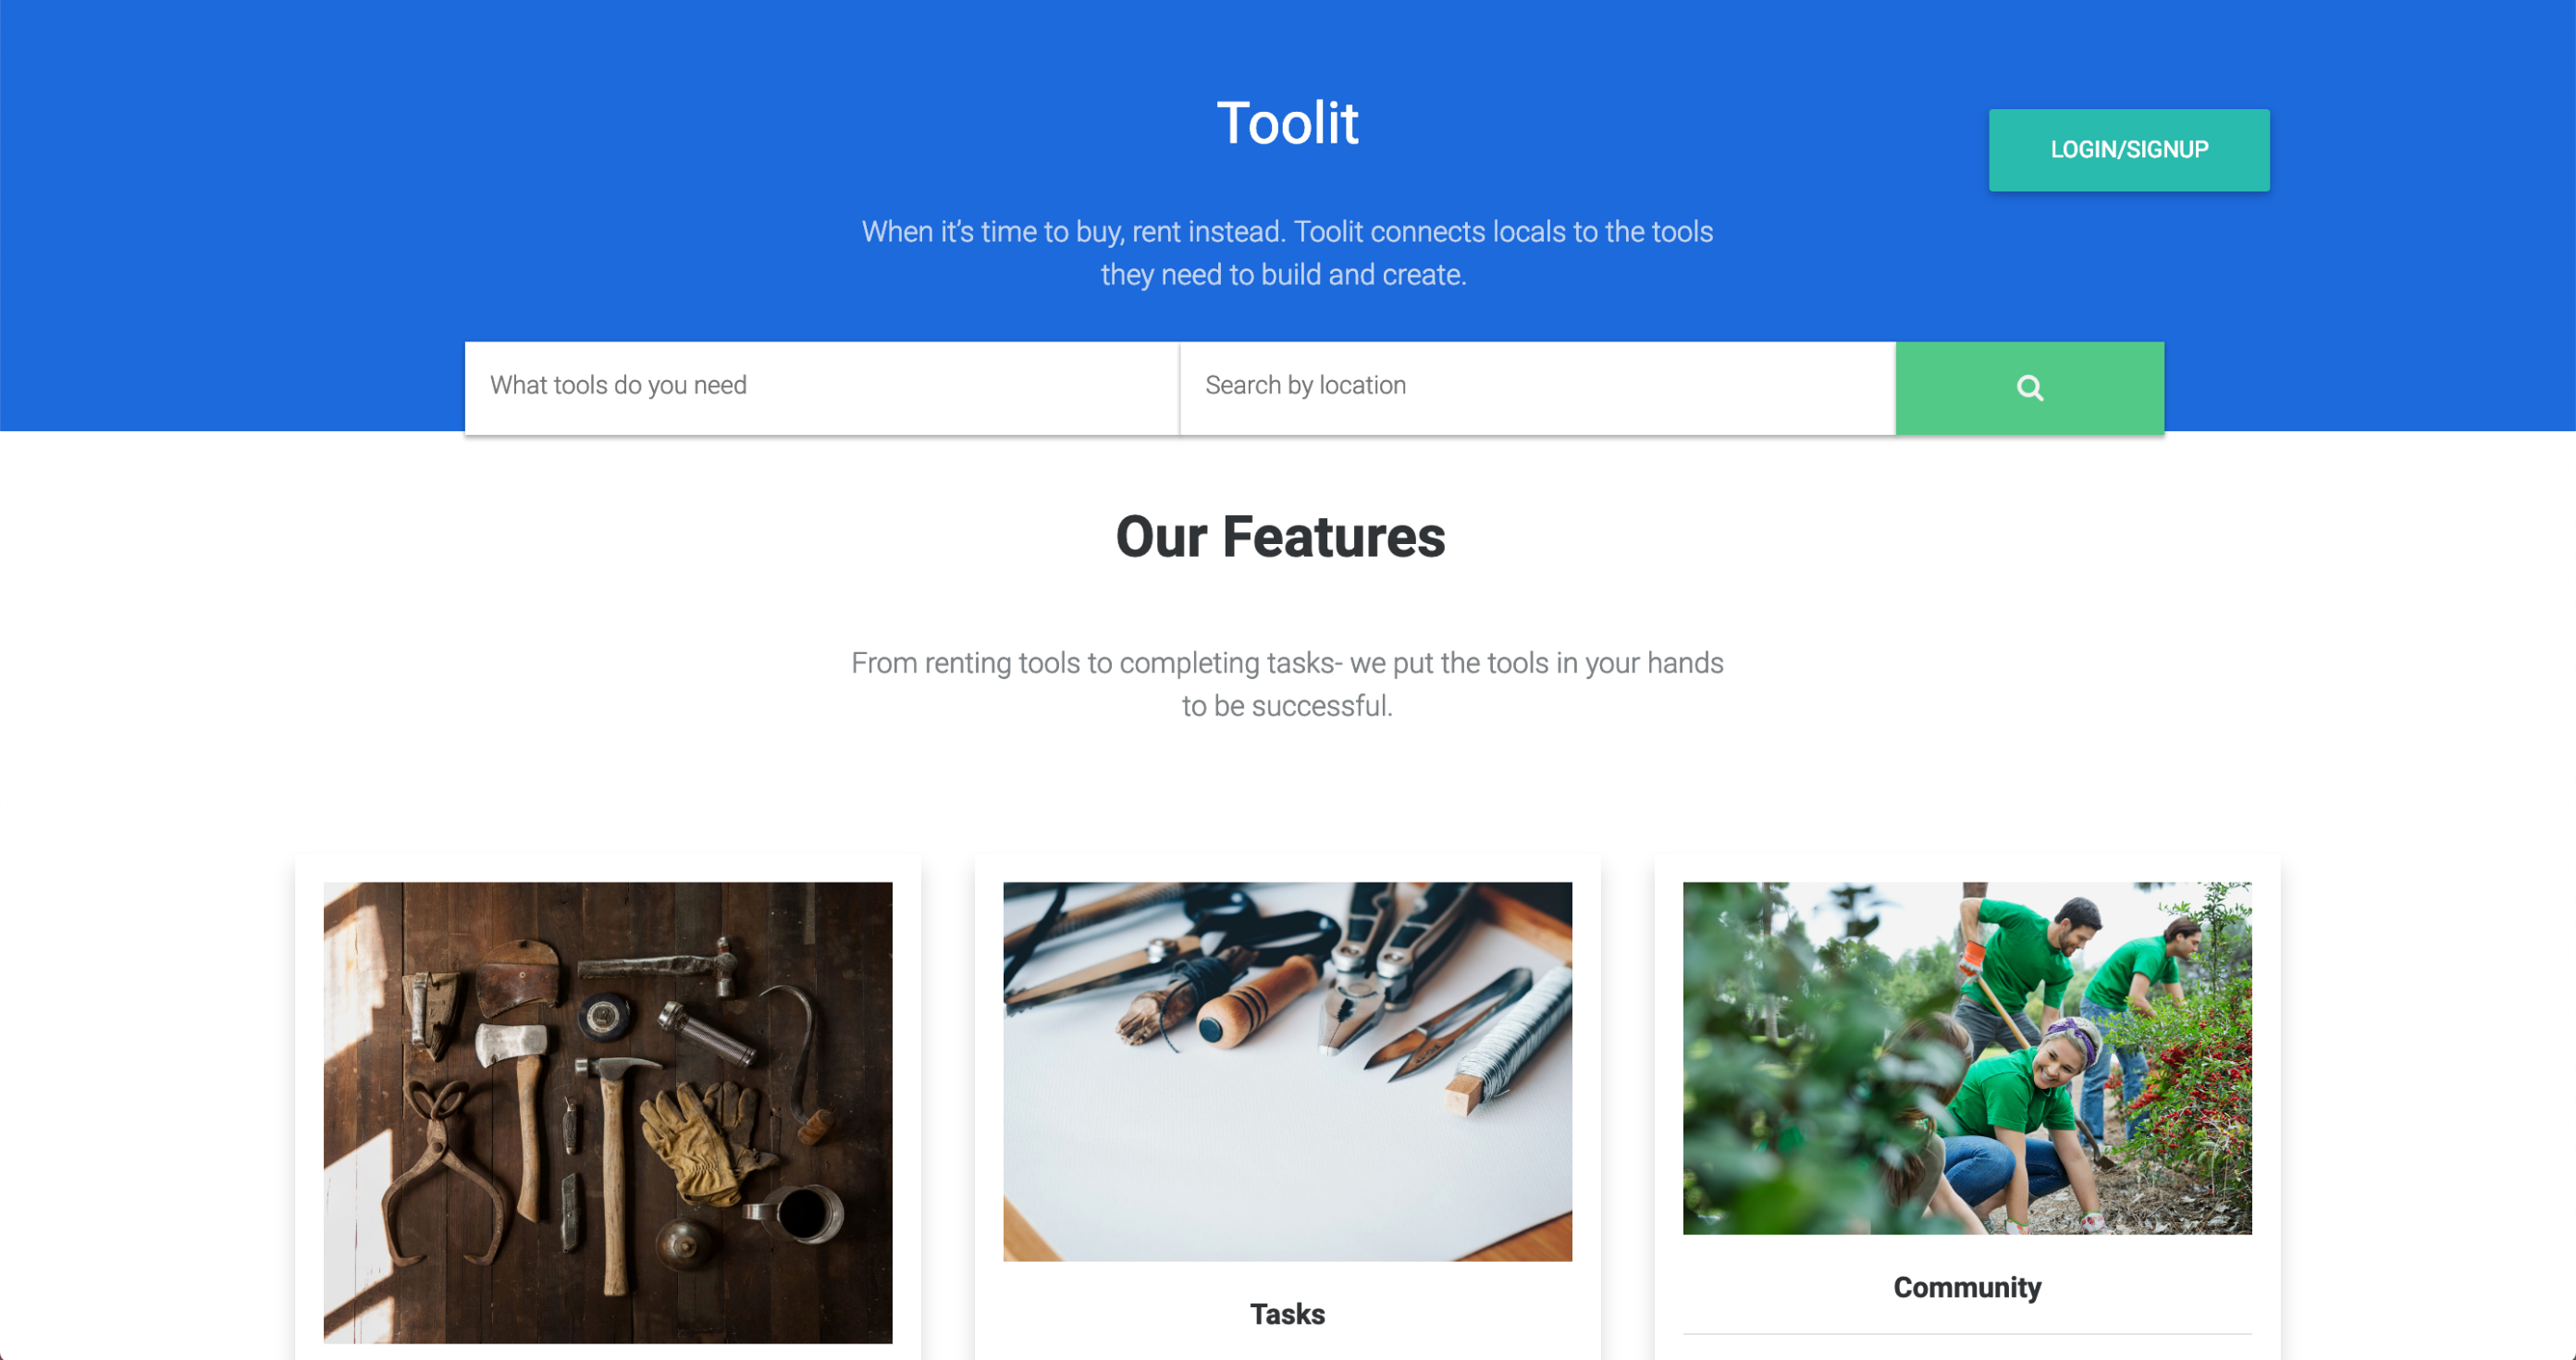 Toolit
LOGIN/SIGNUP
When it’s time to buy, rent instead. Toolit connects locals to the tools
they need to build and create.
What tools do you need
Search by location
Our Features
From renting tools to completing tasks- we put the tools in your hands
to be successful.
Tasks
Community